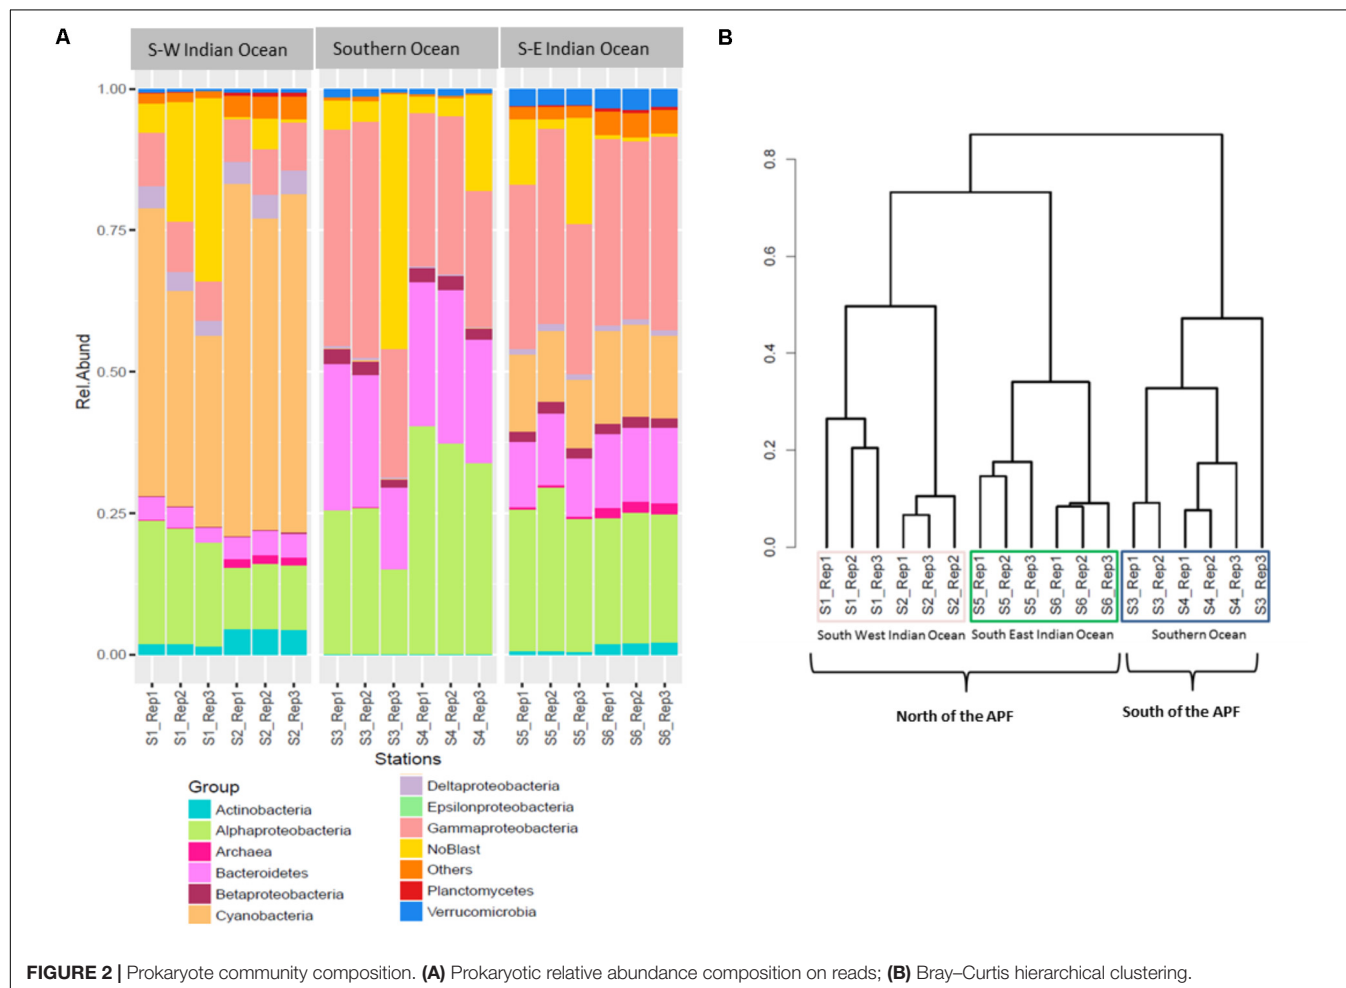 A
S-W Indian Ocean
Southern Ocean
S-E Indian Ocean
Rel.Abund
1.00
0.75
0.50
0.25
0.00
S1_Rep1
S1_Rep2
S1_Rep3
S2_Rep1
S2_Rep2
S2_Rep3
S3_Rep1
S3_Rep2
S3_Rep3
S4_Rep1
S4_Rep2
S4_Rep3
S5_Rep1
S5_Rep2
S5_Rep3
S6_Rep1
S6_Rep2
S6_Rep3
Stations
Group
Actinobacteria
Alphaproteobacteria
Archaea
Bacteroidetes
Betaproteobacteria
Cyanobacteria
Deltaproteobacteria
Epsilonproteobacteria
Gammaproteobacteria
NoBlast
Others
Planctomycetes
Verrucomicrobia
B
0.8
0.6
0.4
0.2
0.0
S1_Rep1
S1_Rep2
S1_Rep3
S2_Rep1
S2_Rep3
S2_Rep2
S5_Rep1
S5_Rep2
S5_Rep3
S6_Rep1
S6_Rep2
S6_Rep3
S3_Rep1
S3_Rep2
S4_Rep1
S4_Rep2
S4_Rep3
S3_Rep3
South West Indian Ocean
South East Indian Ocean
Southern Ocean
North of the APF
South of the APF
FIGURE 2 | Prokaryote community composition. (A) Prokaryotic relative abundance composition on reads; (B) Bray–Curtis hierarchical clustering.